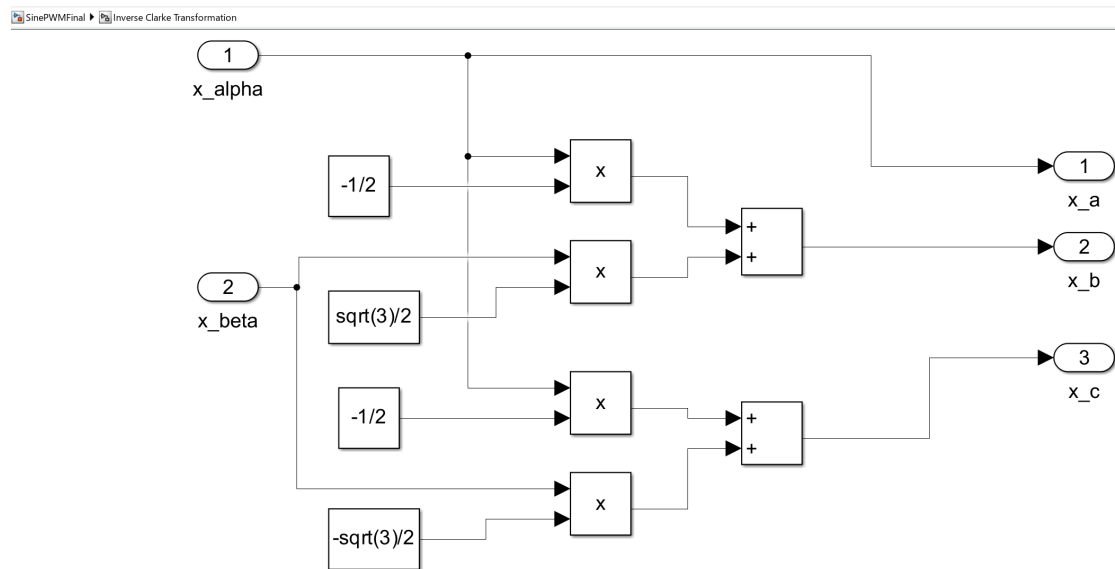 SinePWMFinal ▶ Inverse Clarke Transformation
1
x_alpha
x
-1/2
1
x_a
+
+
2
x_b
x
2
x_beta
sqrt(3)/2
3
x_c
x
-1/2
+
+
x
-sqrt(3)/2